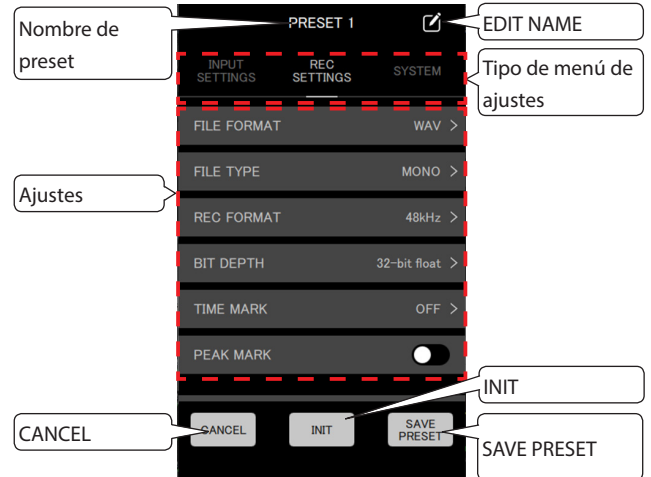 Nombre de
preset
PRESET 1
EDIT NAME
INPUT
SETTINGS
REC
SETTINGS
SYSTEM
Tipo de menú de
ajustes
FILE FORMAT WAV >
FILE TYPE MONO >
Ajustes
REC FORMAT 48kHz >
BIT DEPTH 32-bit float >
TIME MARK OFF >
PEAK MARK
INIT
CANCEL
CANCEL
INIT
SAVE
PRESET
SAVE PRESET